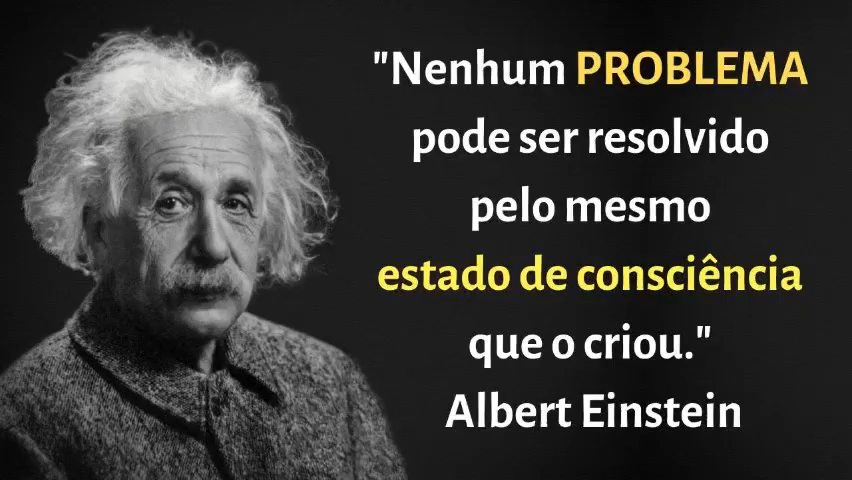 "Nenhum PROBLEMA
pode ser resolvido
pelo mesmo
estado de consciência
que o criou."
Albert Einstein